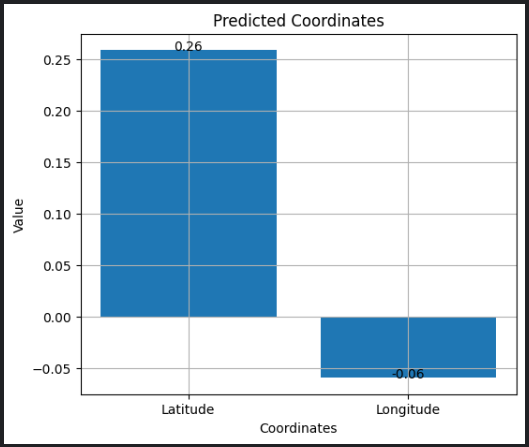 Predicted Coordinates
0.26
0.25
0.20
0.15
0.10
0.05
0.00
−0.05
-0.06
Value
Latitude
Longitude
Coordinates